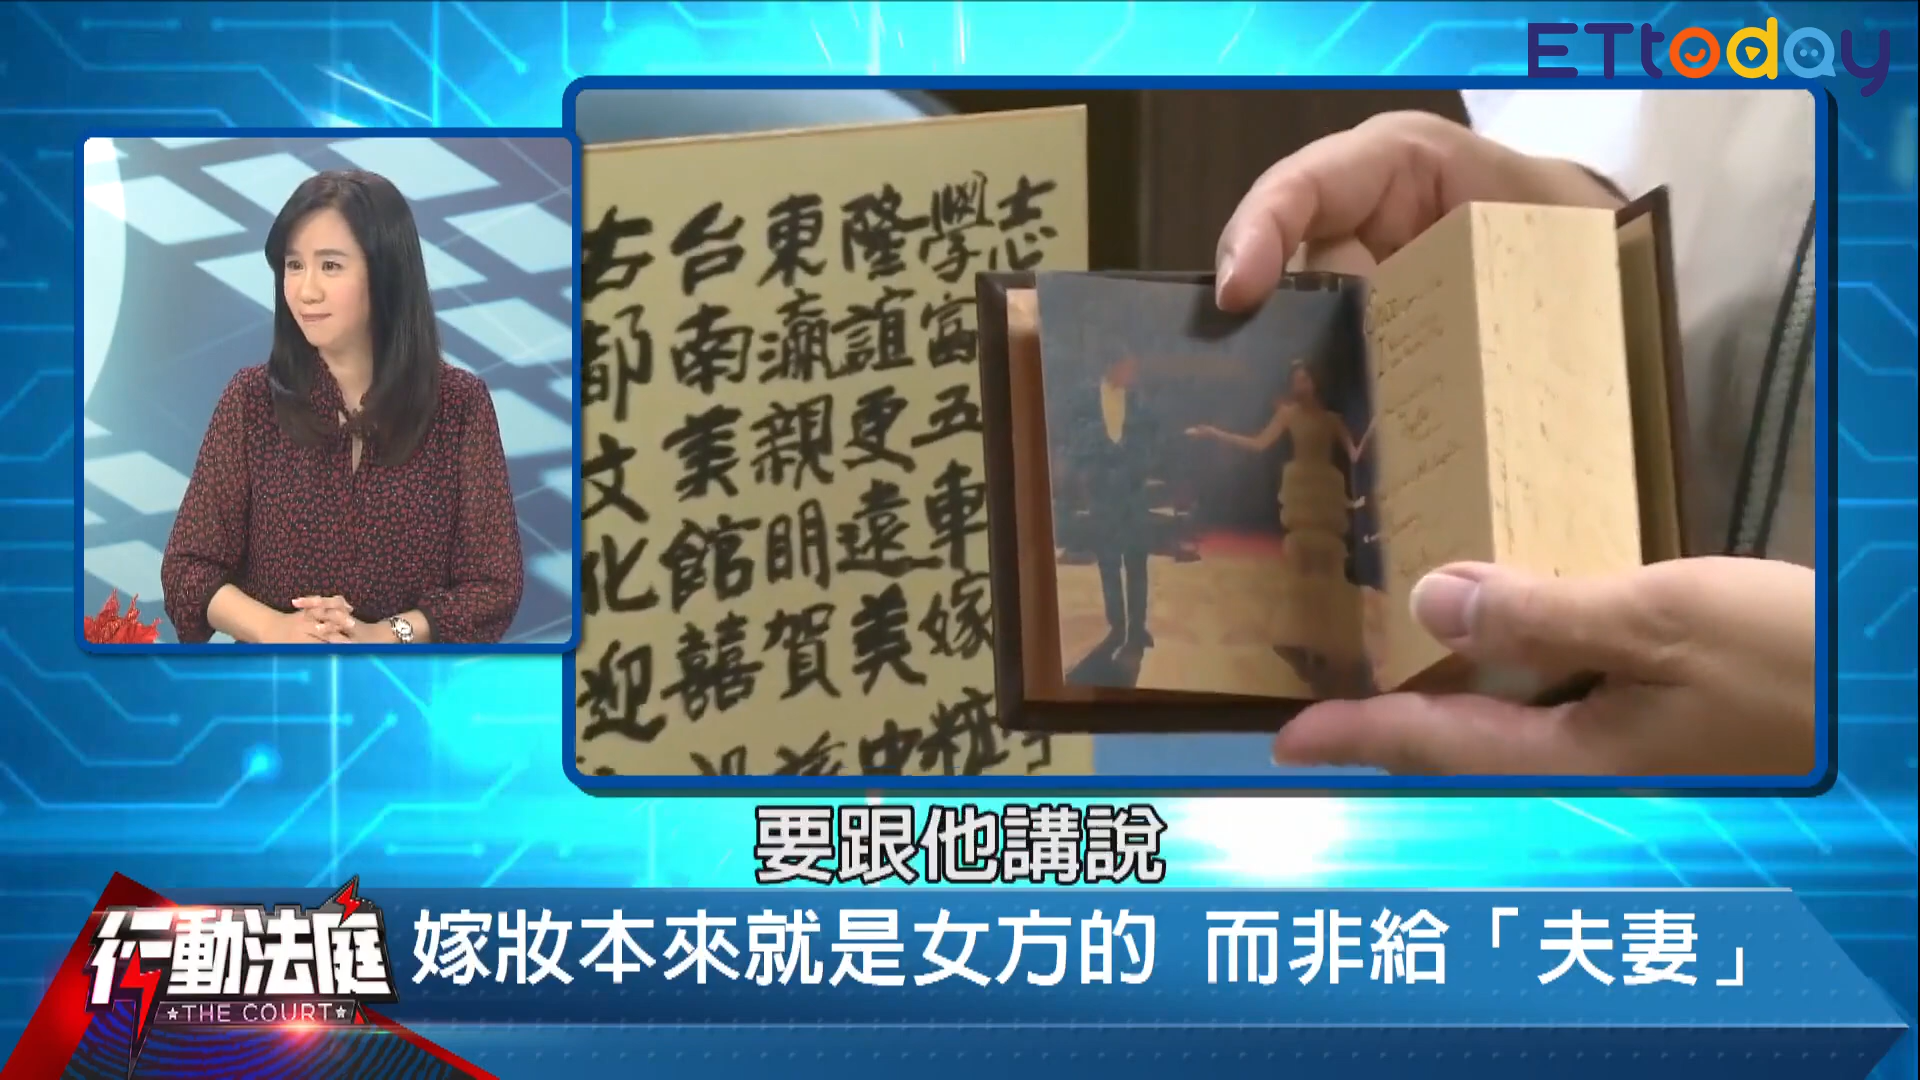 ETtoday
古 台 東 隆 學 志
都 南 瀛 誼 富
文 美 親 更 五
化 館 明 遠 車
迎 囍 賀 美 嫁
要跟他講說
行動法庭
THE COURT
嫁妝本來就是女方的 而非給「夫妻」